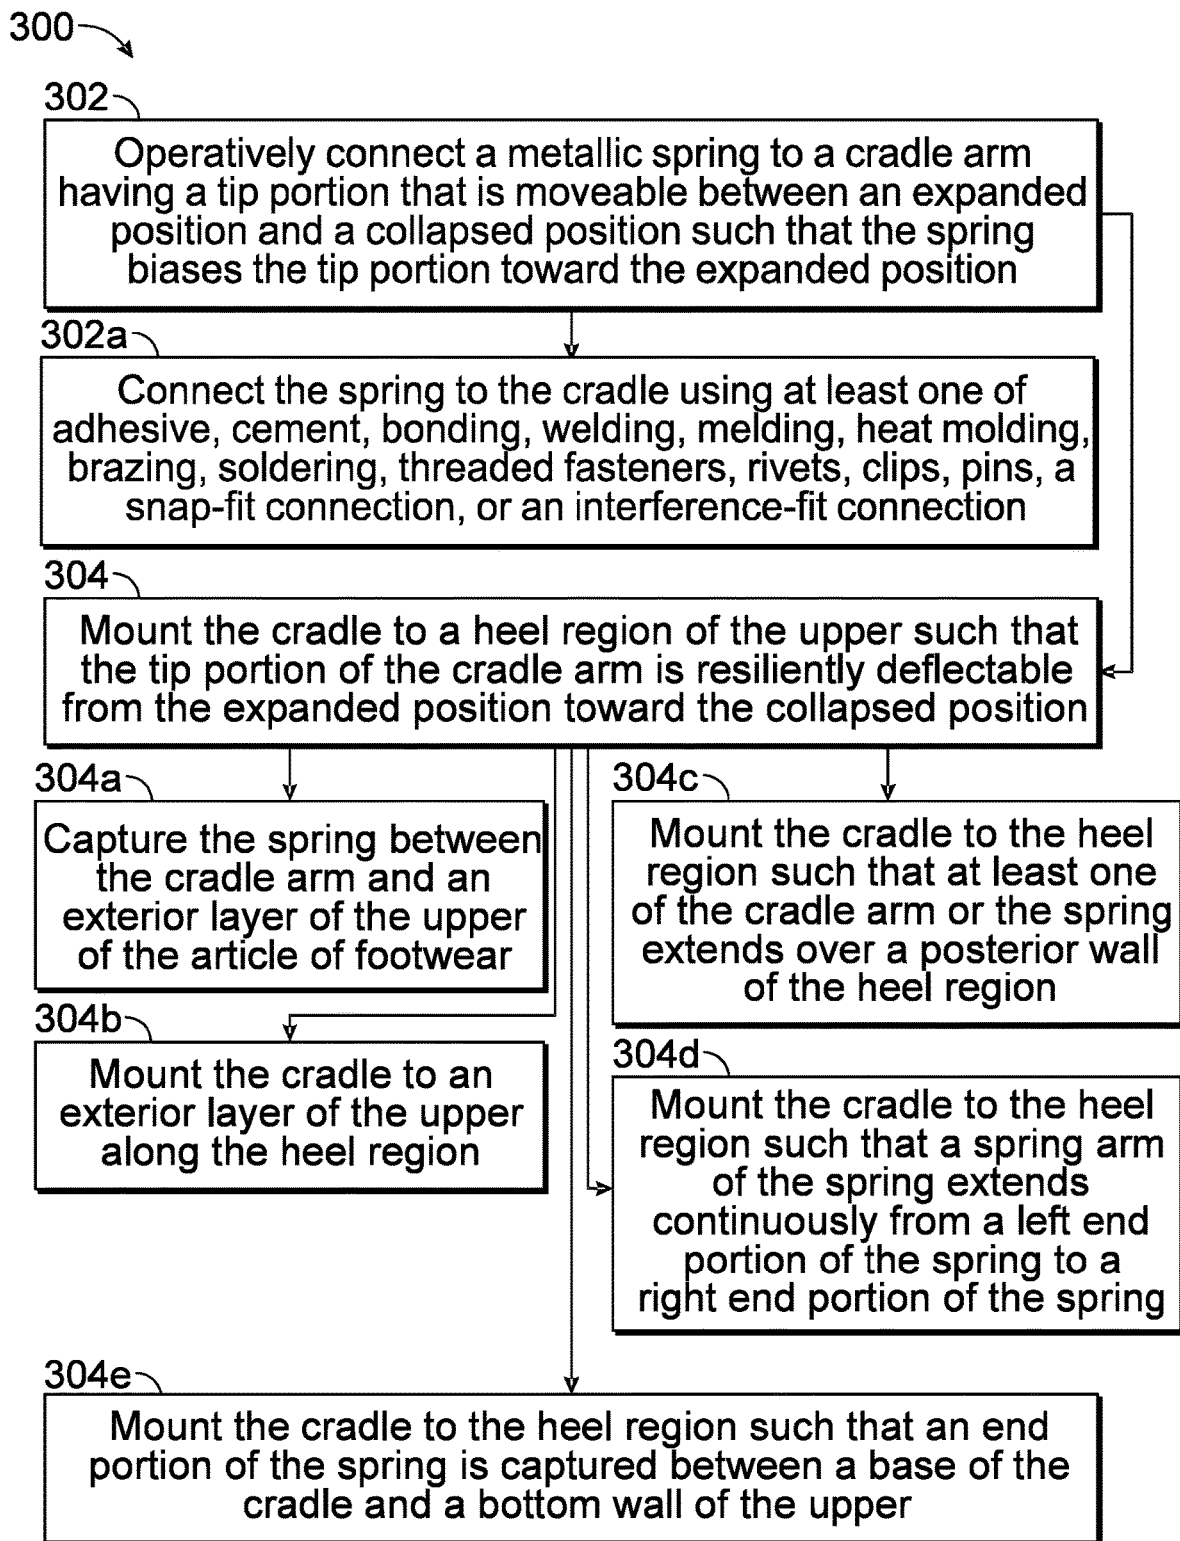 300
302
Operatively connect a metallic spring to a cradle arm
having a tip portion that is moveable between an expanded
position and a collapsed position such that the spring
biases the tip portion toward the expanded position
302a
Connect the spring to the cradle using at least one of
adhesive, cement, bonding, welding, melding, heat molding,
brazing, soldering, threaded fasteners, rivets, clips, pins, a
snap-fit connection, or an interference-fit connection
304
Mount the cradle to a heel region of the upper such that
the tip portion of the cradle arm is resiliently deflectable
from the expanded position toward the collapsed position
304a
Capture the spring between
the cradle arm and an
exterior layer of the upper
of the article of footwear
304b
Mount the cradle to an
exterior layer of the upper
along the heel region
304c
Mount the cradle to the heel
region such that at least one
of the cradle arm or the spring
extends over a posterior wall
of the heel region
304d
Mount the cradle to the heel
region such that a spring arm
of the spring extends
continuously from a left end
portion of the spring to a
right end portion of the spring
304e
Mount the cradle to the heel region such that an end
portion of the spring is captured between a base of the
cradle and a bottom wall of the upper